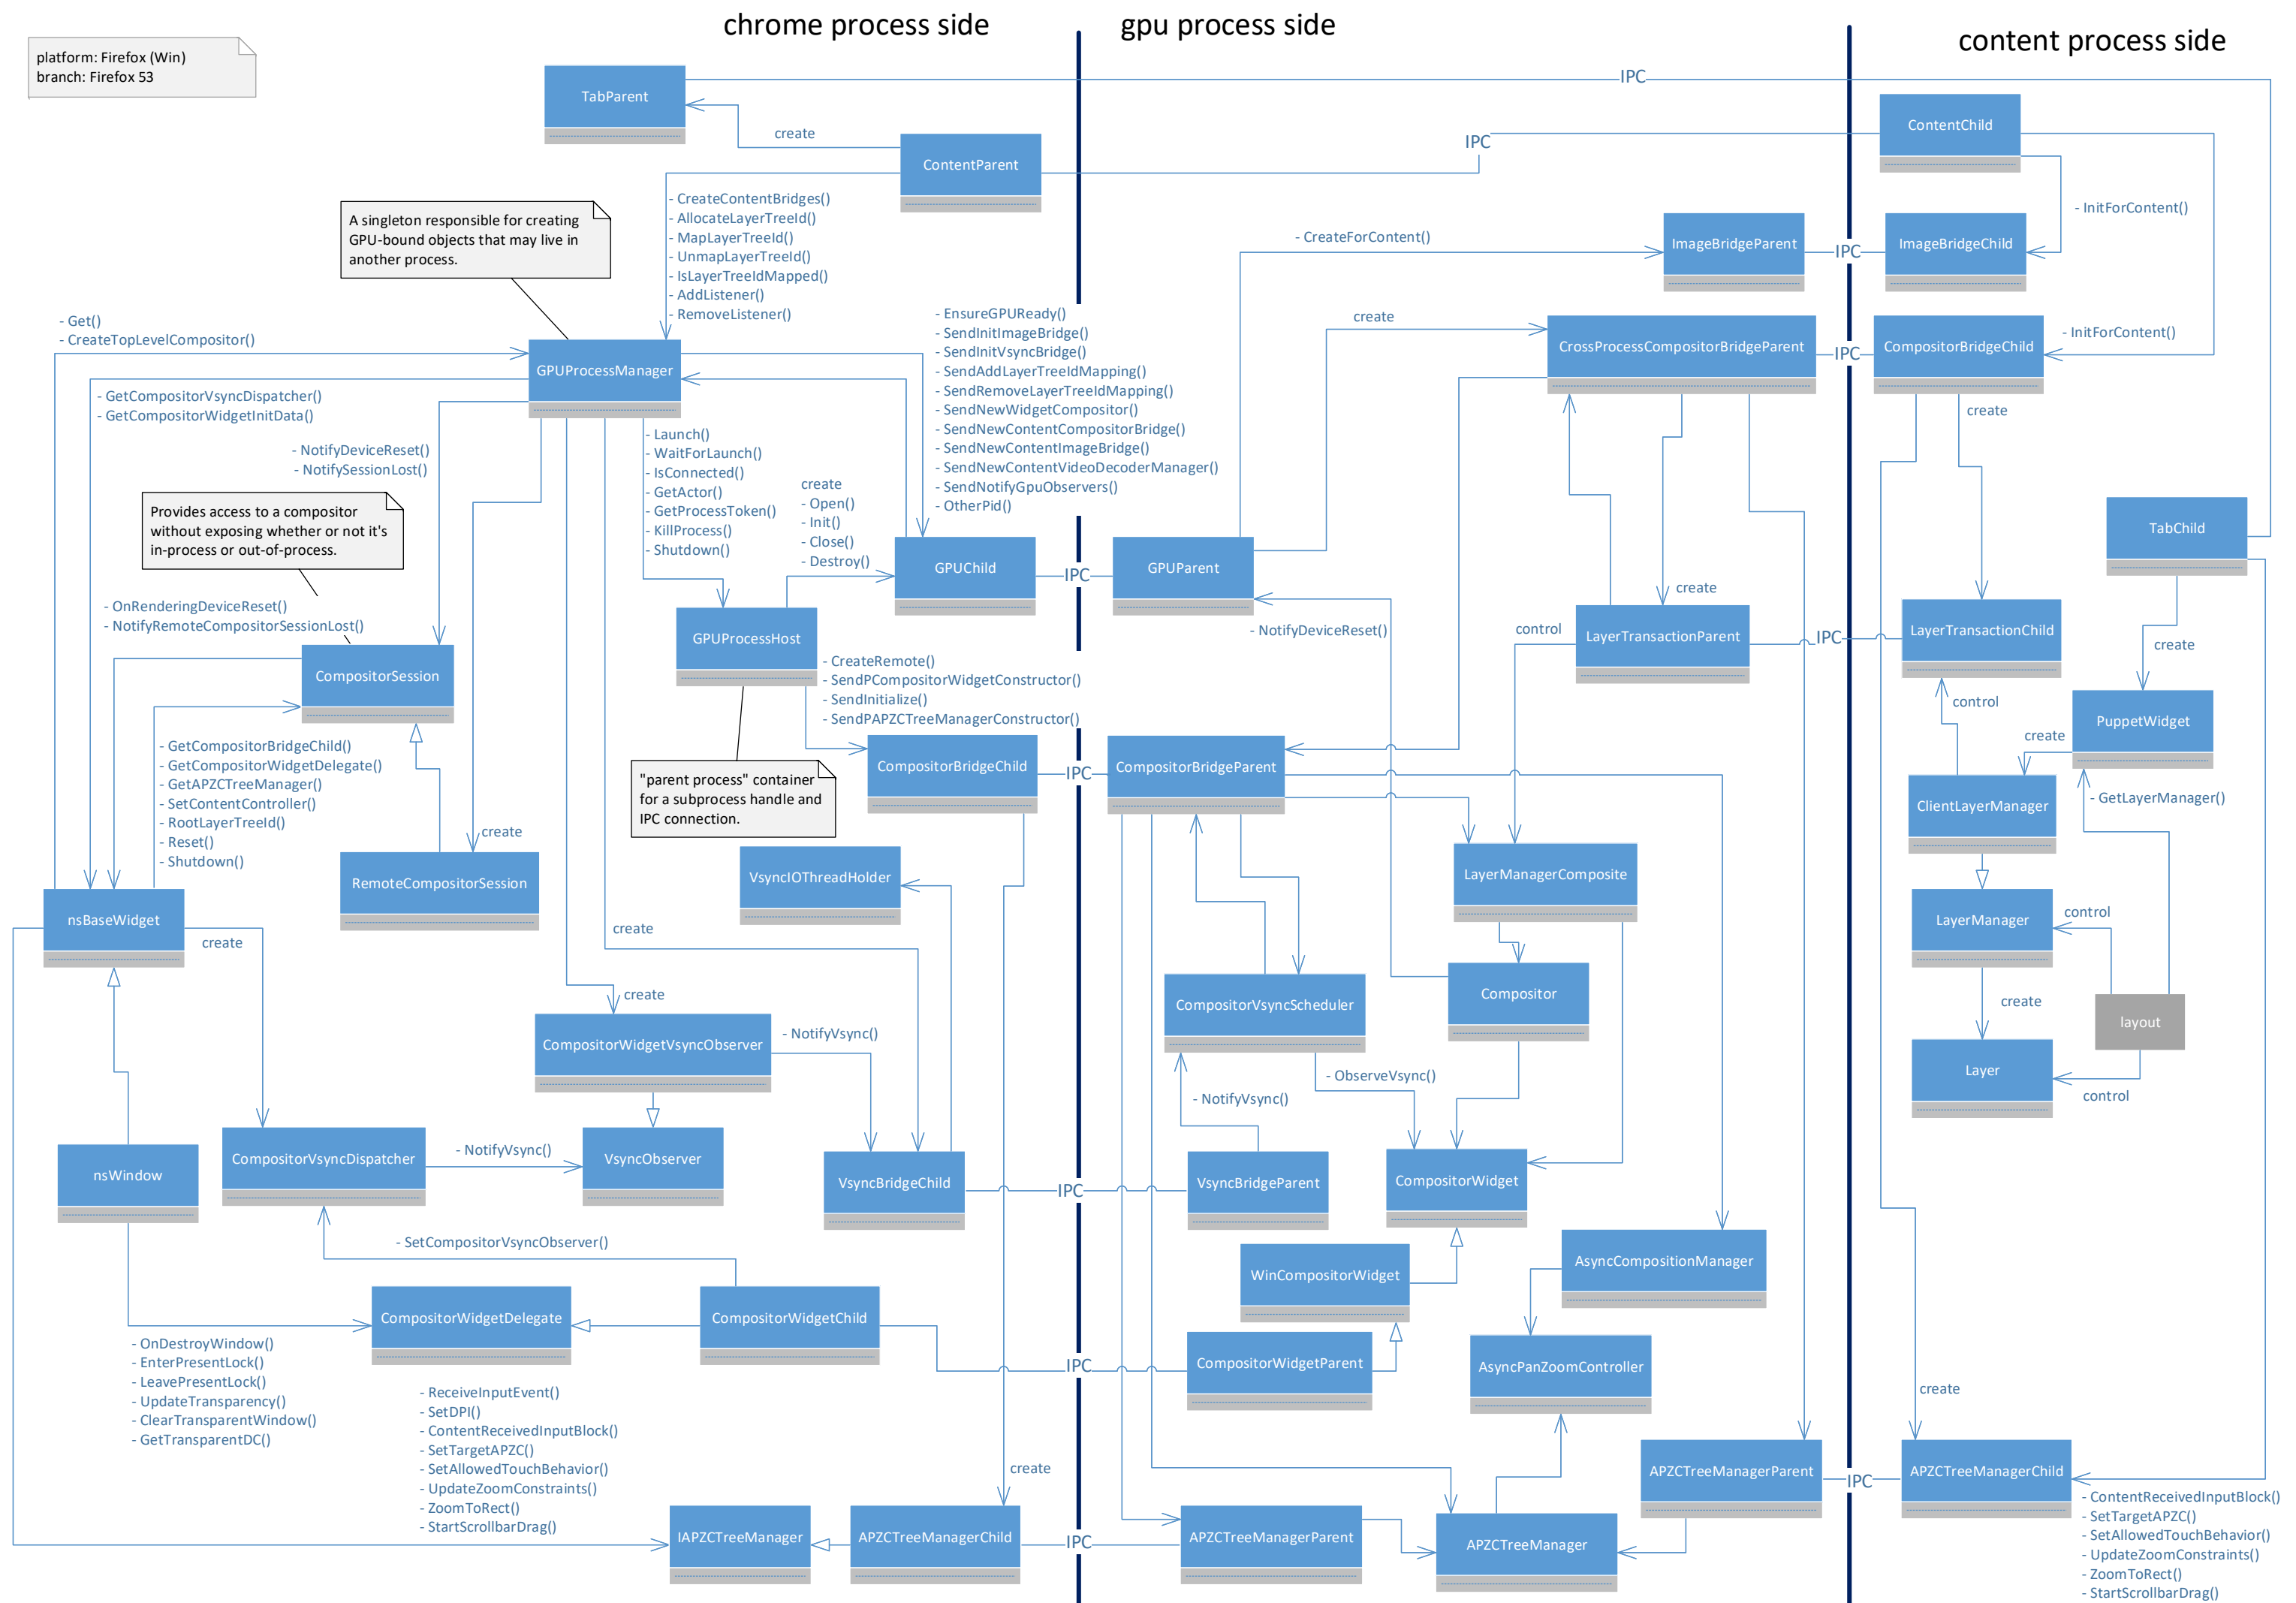 chrome process side
gpu process side
content process side
platform: Firefox (Win)
branch: Firefox 53
TabParent
IPC
create
ContentParent
IPC
ContentChild
- InitForContent()
A singleton responsible for creating
GPU-bound objects that may live in
another process.
- CreateContentBridges()
- AllocateLayerTreeId()
- MapLayerTreeId()
- UnmapLayerTreeId()
- IsLayerTreeIdMapped()
- AddListener()
- RemoveListener()
- CreateForContent()
ImageBridgeParent
IPC
ImageBridgeChild
- Get()
- CreateTopLevelCompositor()
GPUProcessManager
- EnsureGPUReady()
- SendInitImageBridge()
- SendInitVsyncBridge()
- SendAddLayerTreeIdMapping()
- SendRemoveLayerTreeIdMapping()
- SendNewWidgetCompositor()
- SendNewContentCompositorBridge()
- SendNewContentImageBridge()
- SendNewContentVideoDecoderManager()
- SendNotifyGpuObservers()
- OtherPid()
create
CrossProcessCompositorBridgeParent
IPC
CompositorBridgeChild
- InitForContent()
create
- GetCompositorVsyncDispatcher()
- GetCompositorWidgetInitData()
- NotifyDeviceReset()
- NotifySessionLost()
- Launch()
- WaitForLaunch()
- IsConnected()
- GetActor()
- GetProcessToken()
- KillProcess()
- Shutdown()
create
- Open()
- Init()
- Close()
- Destroy()
Provides access to a compositor
without exposing whether or not it's
in-process or out-of-process.
GPUChild
IPC
GPUParent
TabChild
- OnRenderingDeviceReset()
- NotifyRemoteCompositorSessionLost()
GPUProcessHost
- NotifyDeviceReset()
create
control
LayerTransactionParent
IPC
LayerTransactionChild
create
CompositorSession
- CreateRemote()
- SendPCompositorWidgetConstructor()
- SendInitialize()
- SendPAPZCTreeManagerConstructor()
control
PuppetWidget
create
- GetCompositorBridgeChild()
- GetCompositorWidgetDelegate()
- GetAPZCTreeManager()
- SetContentController()
- RootLayerTreeId()
- Reset()
- Shutdown()
"parent process" container
for a subprocess handle and
IPC connection.
CompositorBridgeChild
IPC
CompositorBridgeParent
ClientLayerManager
- GetLayerManager()
create
RemoteCompositorSession
VsyncIOThreadHolder
LayerManagerComposite
nsBaseWidget
create
create
LayerManager
control
create
CompositorWidgetVsyncObserver
- NotifyVsync()
CompositorVsyncScheduler
Compositor
create
layout
Layer
control
- ObserveVsync()
- NotifyVsync()
nsWindow
CompositorVsyncDispatcher
- NotifyVsync()
VsyncObserver
VsyncBridgeChild
IPC
VsyncBridgeParent
CompositorWidget
- SetCompositorVsyncObserver()
WinCompositorWidget
AsyncCompositionManager
CompositorWidgetDelegate
CompositorWidgetChild
IPC
CompositorWidgetParent
AsyncPanZoomController
- OnDestroyWindow()
- EnterPresentLock()
- LeavePresentLock()
- UpdateTransparency()
- ClearTransparentWindow()
- GetTransparentDC()
- ReceiveInputEvent()
- SetDPI()
- ContentReceivedInputBlock()
- SetTargetAPZC()
- SetAllowedTouchBehavior()
- UpdateZoomConstraints()
- ZoomToRect()
- StartScrollbarDrag()
create
create
APZCTreeManagerParent
IPC
APZCTreeManagerChild
- ContentReceivedInputBlock()
- SetTargetAPZC()
- SetAllowedTouchBehavior()
- UpdateZoomConstraints()
- ZoomToRect()
- StartScrollbarDrag()
IAPZCTreeManager
APZCTreeManagerChild
IPC
APZCTreeManagerParent
APZCTreeManager